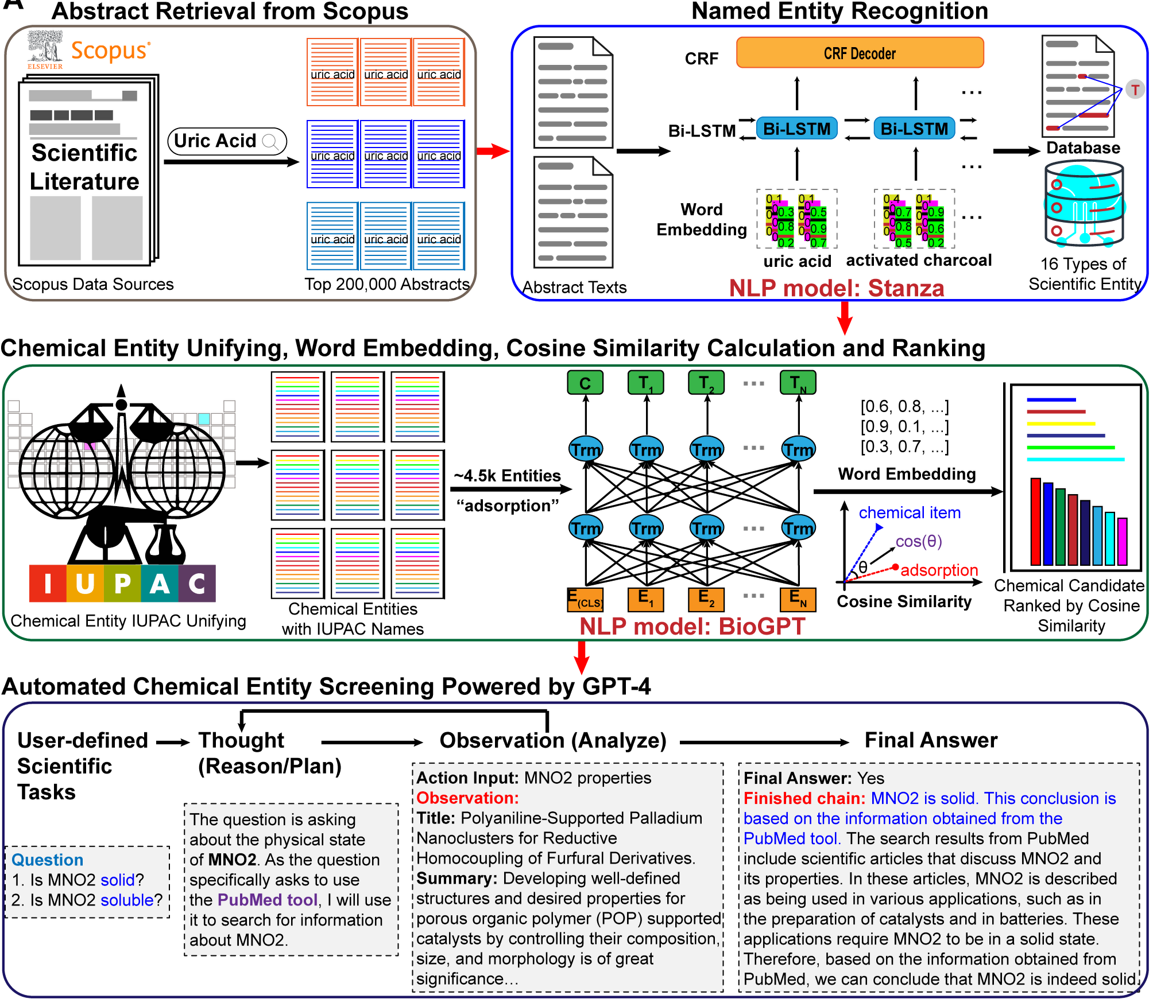 A
Abstract Retrieval from Scopus
ELSEVIER
Scopus®
Scientific
Literature
Uric Acid
uric acid uric acid uric acid
uric acid uric acid uric acid
uric acid uric acid uric acid
Scopus Data Sources
Top 200,000 Abstracts
Named Entity Recognition
Abstract Texts
CRF
CRF Decoder
...
Bi-LSTM
Bi-LSTM
Bi-LSTM
...
Word
Embedding
...
uric acid
activated charcoal
NLP model: Stanza
T
Database
16 Types of
Scientific Entity
Chemical Entity Unifying, Word Embedding, Cosine Similarity Calculation and Ranking
IUPAC
Chemical Entity IUPAC Unifying
Chemical Entities
with IUPAC Names
~4.5k Entities
“adsorption”
C T1 T2 ... TN
Trm Trm Trm ... Trm
Trm Trm Trm ... Trm
E(CLS) E1 E2 ... EN
NLP model: BioGPT
[0.6, 0.8, ...]
[0.9, 0.1, ...]
[0.3, 0.7, ...]
Word Embedding
chemical item
cos(θ)
θ
adsorption
Cosine Similarity
Chemical Candidate
Ranked by Cosine
Similarity
Automated Chemical Entity Screening Powered by GPT-4
User-defined
Scientific
Tasks
Question
1. Is MNO2 solid?
2. Is MNO2 soluble?
Thought
(Reason/Plan)
The question is asking
about the physical state
of MNO2. As the question
specifically asks to use
the PubMed tool, I will use
it to search for information
about MNO2.
Observation (Analyze)
Action Input: MNO2 properties
Observation:
Title: Polyaniline-Supported Palladium
Nanoclusters for Reductive
Homocoupling of Furfural Derivatives.
Summary: Developing well-defined
structures and desired properties for
porous organic polymer (POP) supported
catalysts by controlling their composition,
size, and morphology is of great
significance...
Final Answer
Final Answer: Yes
Finished chain: MNO2 is solid. This conclusion is
based on the information obtained from the
PubMed tool. The search results from PubMed
include scientific articles that discuss MNO2 and
its properties. In these articles, MNO2 is described
as being used in various applications, such as in
the preparation of catalysts and in batteries. These
applications require MNO2 to be in a solid state.
Therefore, based on the information obtained from
PubMed, we can conclude that MNO2 is indeed solid.